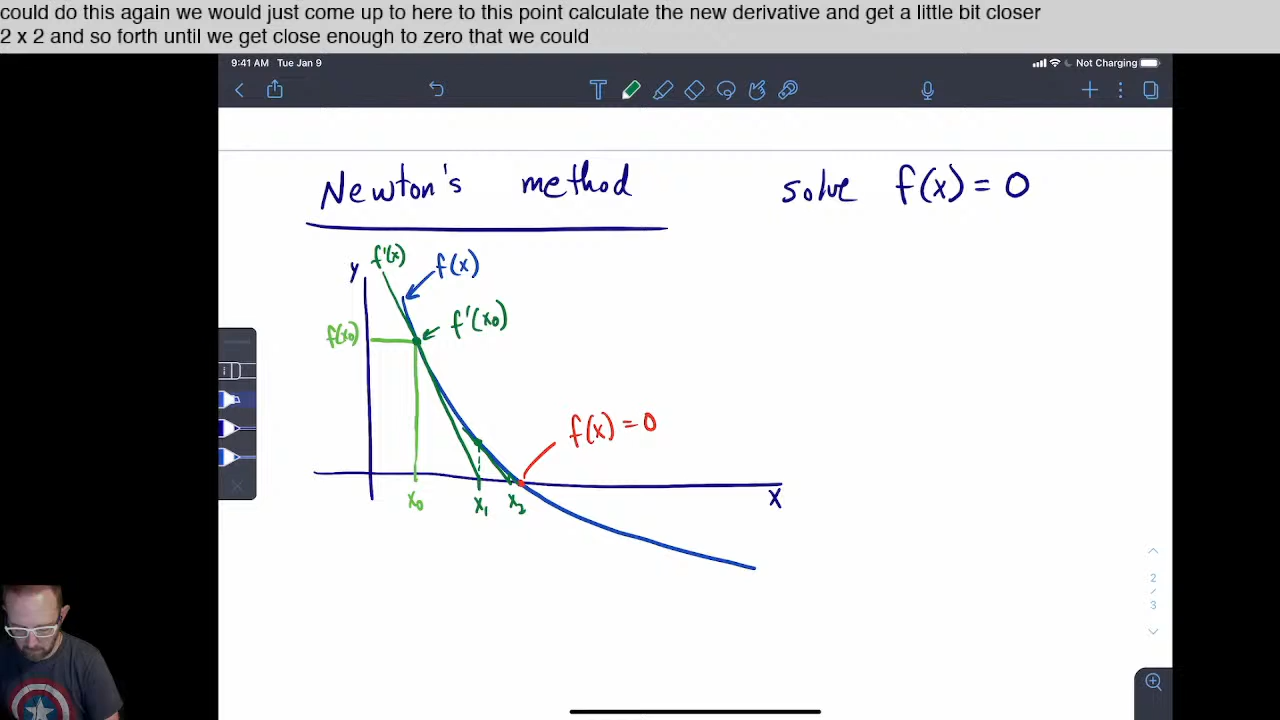 could do this again we would just come up to here to this point calculate the new derivative and get a little bit closer
2 x 2 and so forth until we get close enough to zero that we could
9:41 AM Tue Jan 9
Not Charging
Newton's method
solve f(x) = 0
f'(x)
y
f(x)
f'(x0)
f(x0)
f(x) = 0
x0
x1
x2
x
2
3